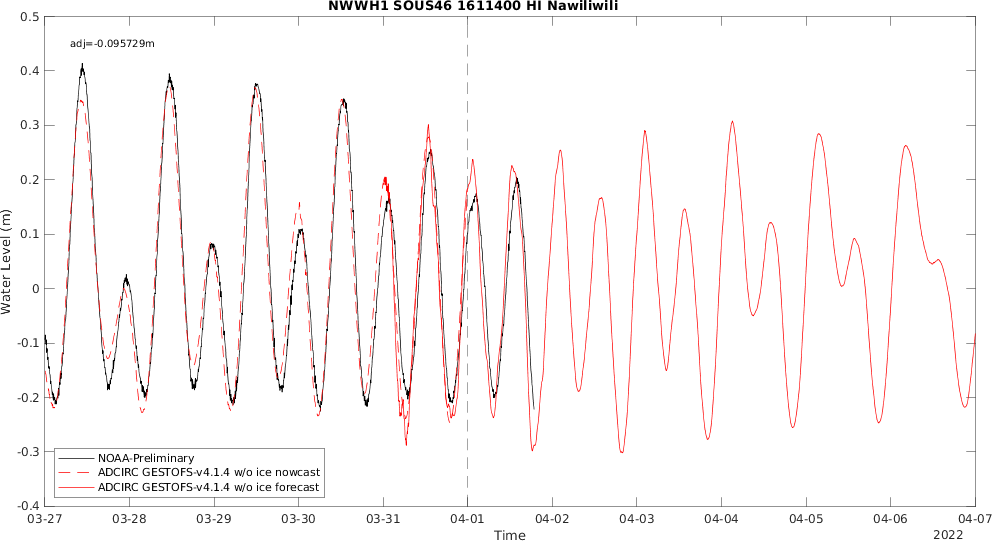 NWWH1 SOUS46 1611400 HI Nawiliwili
adj=-0.095729m
0.5
0.4
0.3
0.2
0.1
0
-0.1
-0.2
-0.3
-0.4
Water Level (m)
NOAA-Preliminary
ADCIRC GESTOFS-v4.1.4 w/o ice nowcast
ADCIRC GESTOFS-v4.1.4 w/o ice forecast
03-27 03-28 03-29 03-30 03-31 04-01 04-02 04-03 04-04 04-05 04-06 04-07
Time
2022